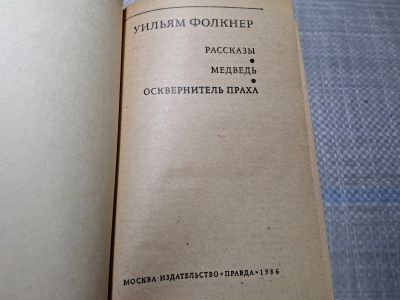 УИЛЬЯМ ФОЛКНЕР
РАССКАЗЫ
•
МЕДВЕДЬ
•
ОСКВЕРНИТЕЛЬ ПРАХА
МОСКВА·ИЗДАТЕЛЬСТВО «ПРАВДА»·1986